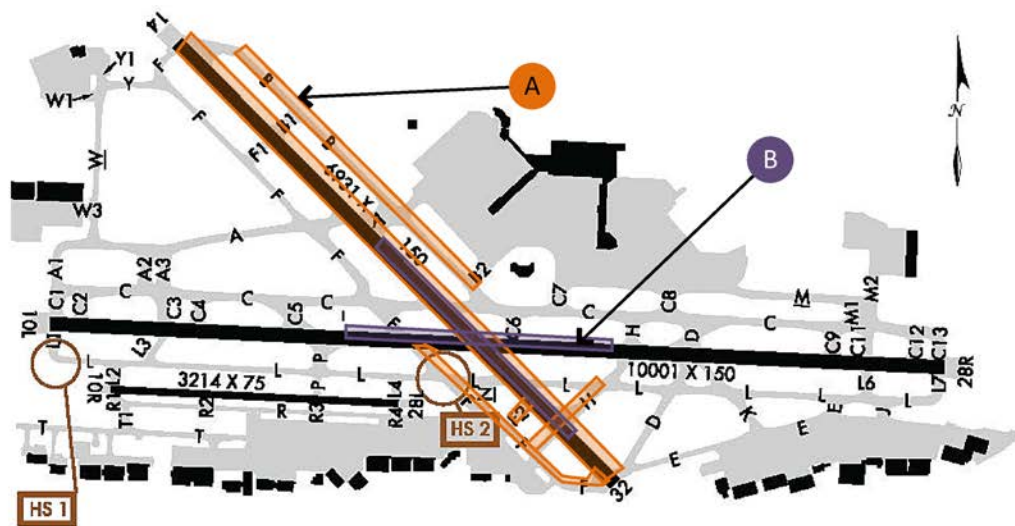 14
Y1
F
Y
W1
A
B
B
B1
N
F
F1
B
W
F
B
6931 X 150
W3
F
A
A1
A2
A3
F
B2
C1
C2
C
C3
C4
C
C5
C
C7
C
C8
M
M1
M2
C
10L
F
C6
H
D
C9
C11
C12
C13
28R
L
L3
P
L
L
L
10001 X 150
L
L
L6
L
L7
10R
L2
R1
3214 X 75
P
L4
28L
R2
R
R3
R4
T1
T
T
E2
H
D
K
E
E
J
E
HS 2
32
HS 1